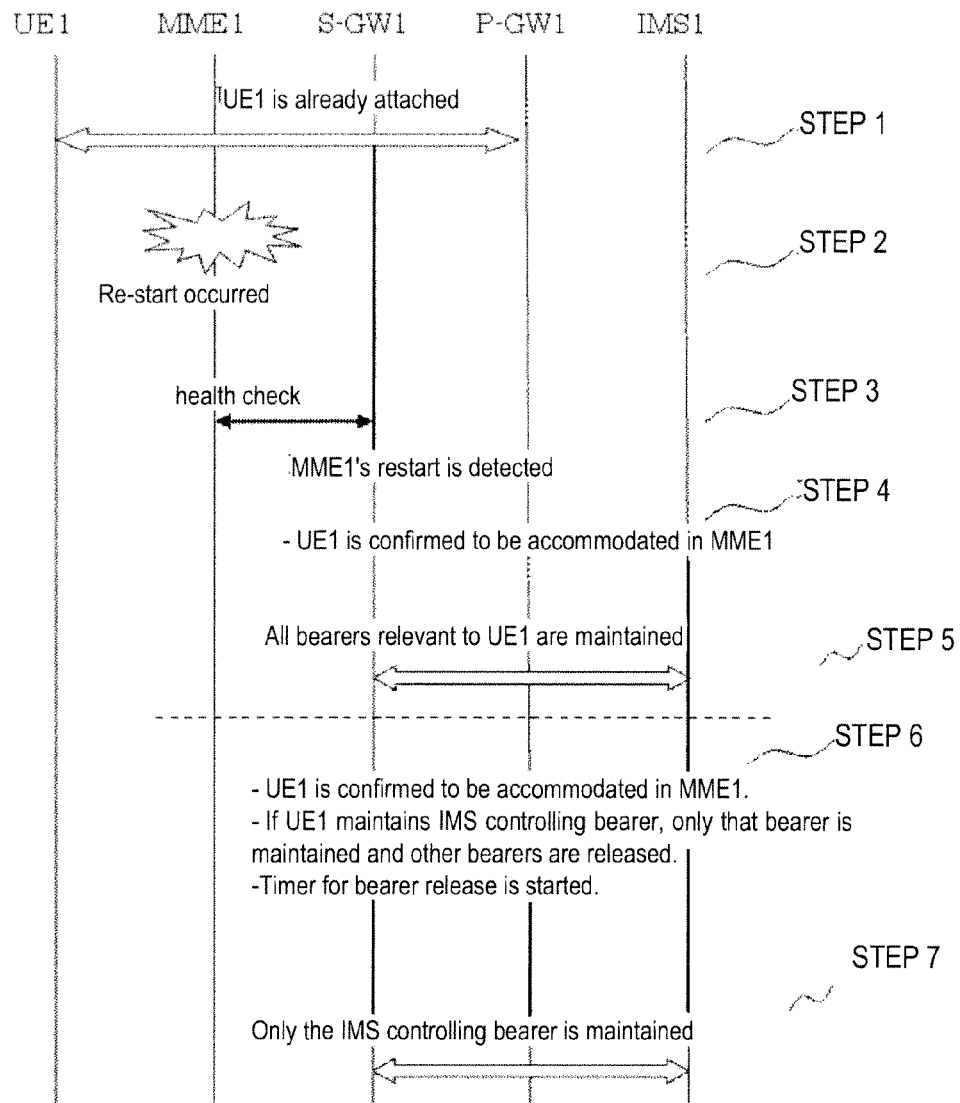 UE1 MME1 S-GW1 P-GW1 IMS1
UE1 is already attached
STEP 1
STEP 2
Re-start occurred
STEP 3
health check
MME1's restart is detected
STEP 4
- UE1 is confirmed to be accommodated in MME1
All bearers relevant to UE1 are maintained
STEP 5
STEP 6
- UE1 is confirmed to be accommodated in MME1.
- If UE1 maintains IMS controlling bearer, only that bearer is
maintained and other bearers are released.
-Timer for bearer release is started.
STEP 7
Only the IMS controlling bearer is maintained